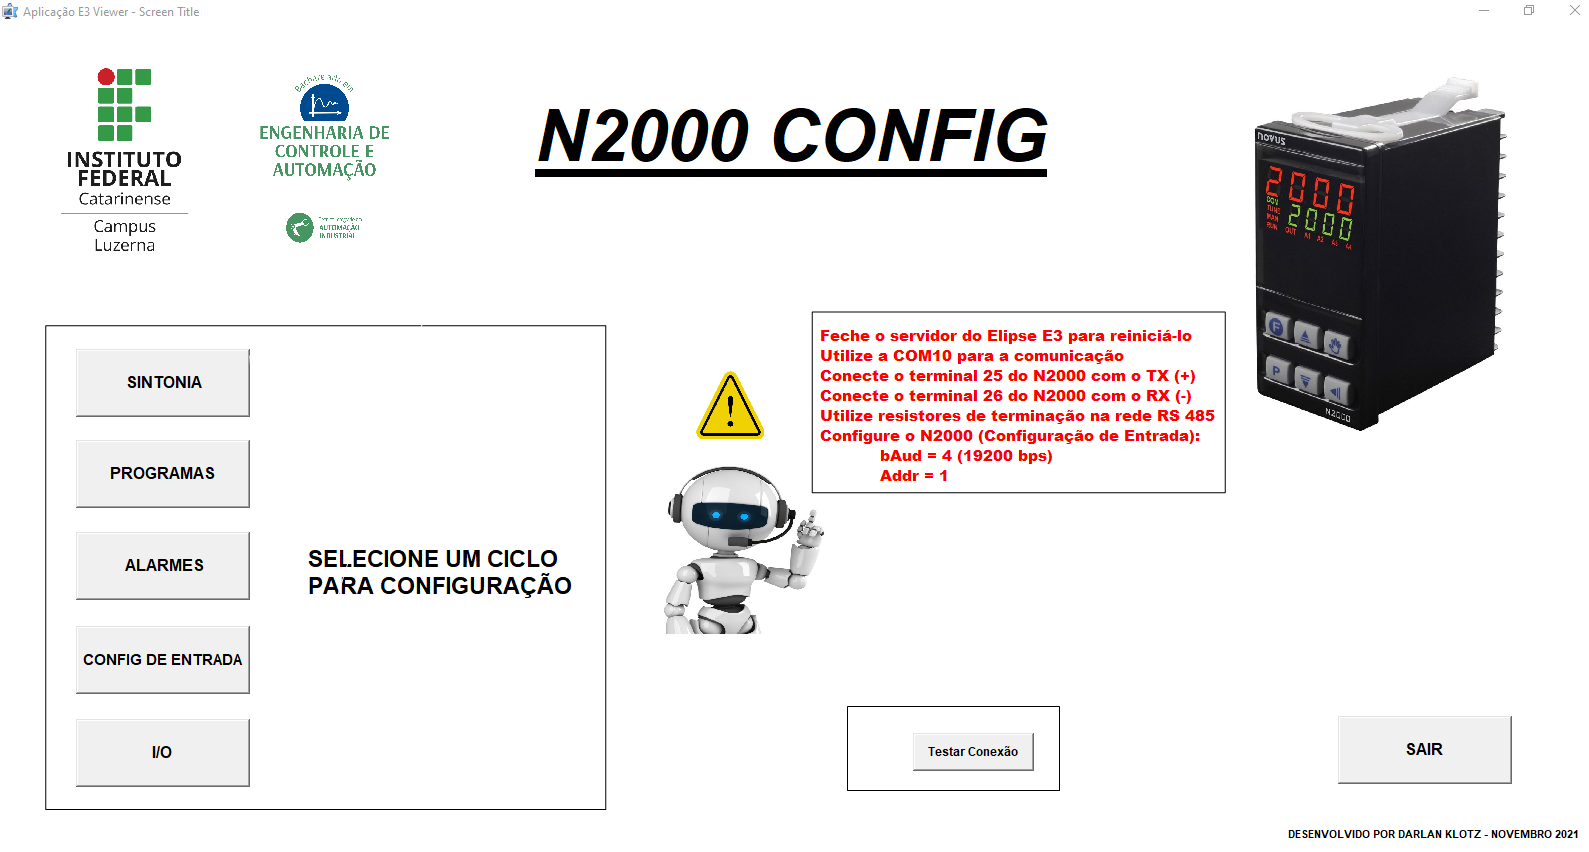 Aplicação E3 Viewer - Screen Title
INSTITUTO
FEDERAL
Catarinense
Campus
Luzerna
Bacharelado em
ENGENHARIA DE
CONTROLE E
AUTOMAÇÃO
AUTOMAÇÃO
INDUSTRIAL
N2000 CONFIG
novus
2000
2000
COM
TUNE
MAN
RUN OUT A1 A2 A3 A4
F
P
N2000
SINTONIA
PROGRAMAS
ALARMES
CONFIG DE ENTRADA
I/O
SELECIONE UM CICLO
PARA CONFIGURAÇÃO
Feche o servidor do Elipse E3 para reiniciá-lo
Utilize a COM10 para a comunicação
Conecte o terminal 25 do N2000 com o TX (+)
Conecte o terminal 26 do N2000 com o RX (-)
Utilize resistores de terminação na rede RS 485
Configure o N2000 (Configuração de Entrada):
bAud = 4 (19200 bps)
Addr = 1
Testar Conexão
SAIR
DESENVOLVIDO POR DARLAN KLOTZ - NOVEMBRO 2021